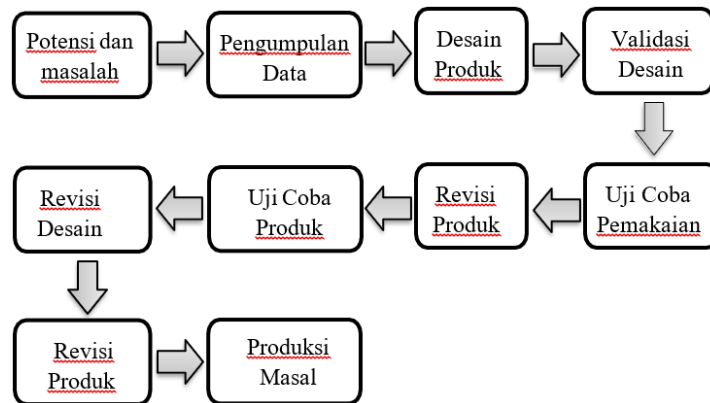 Potensi dan
masalah
Pengumpulan
Data
Desain
Produk
Validasi
Desain
Uji Coba
Pemakaian
Revisi
Produk
Uji Coba
Produk
Revisi
Desain
Revisi
Produk
Produksi
Masal